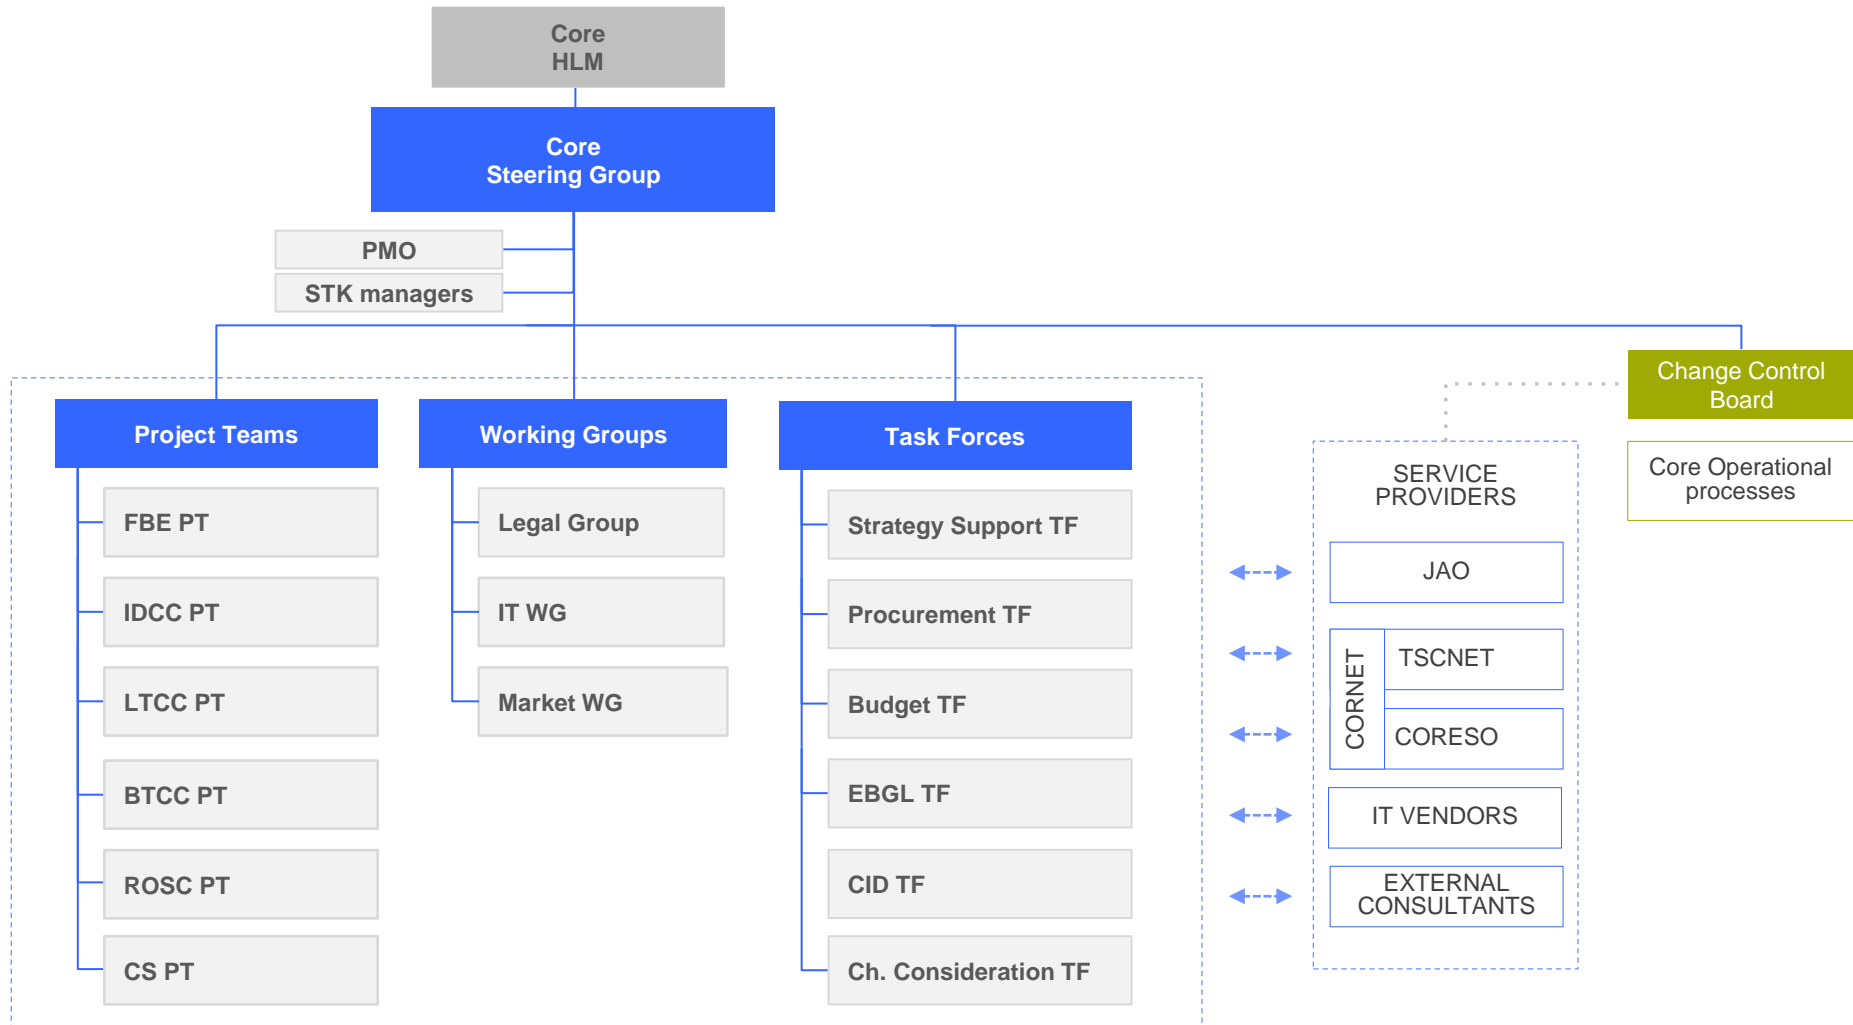 Core
HLM
Core
Steering Group
PMO
STK managers
Change Control
Board
Core Operational
processes
Project Teams
FBE PT
IDCC PT
LTCC PT
BTCC PT
ROSC PT
CS PT
Working Groups
Legal Group
IT WG
Market WG
Task Forces
Strategy Support TF
Procurement TF
Budget TF
EBGL TF
CID TF
Ch. Consideration TF
SERVICE
PROVIDERS
JAO
CORNET
TSCNET
CORESO
IT VENDORS
EXTERNAL
CONSULTANTS